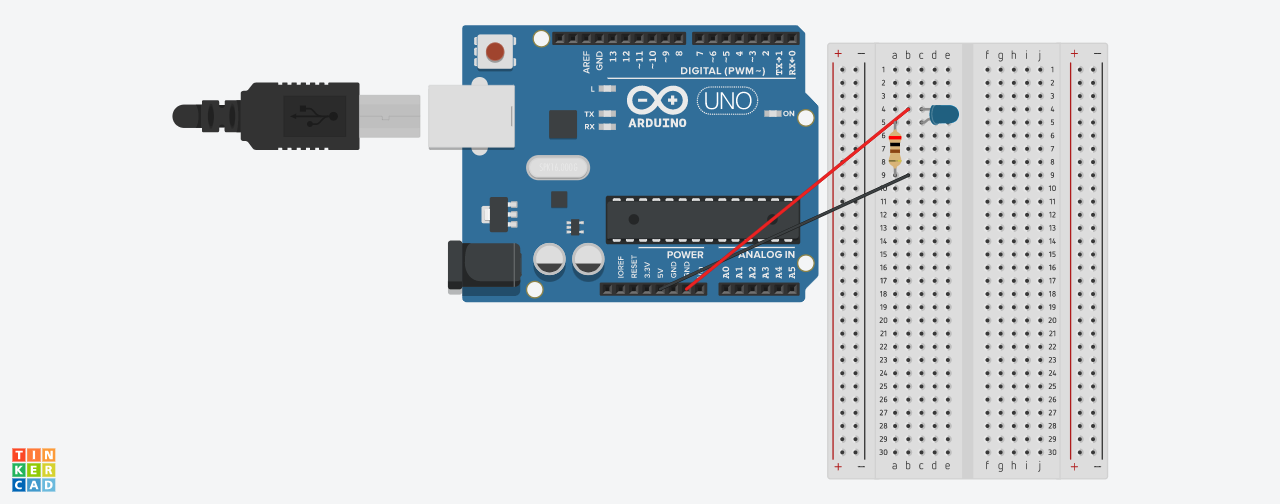 AREF
GND
13
12
~11
~10
~9
8
7
~6
~5
4
~3
2
TX→1
RX←0
DIGITAL (PWM~)
L
TX
RX
UNO
ON
ARDUINO
POWER
ANALOG IN
IOREF
RESET
3.3V
5V
GND
GND
A0
A1
A2
A3
A4
A5
+ − a b c d e f g h i j + −
1 1
2 2
3 3
4 4
5 5
6 6
7 7
8 8
9 9
10 10
11 11
12 12
13 13
14 14
15 15
16 16
17 17
18 18
19 19
20 20
21 21
22 22
23 23
24 24
25 25
26 26
27 27
28 28
29 29
30 30
+ − a b c d e f g h i j + −
TIN
KER
CAD